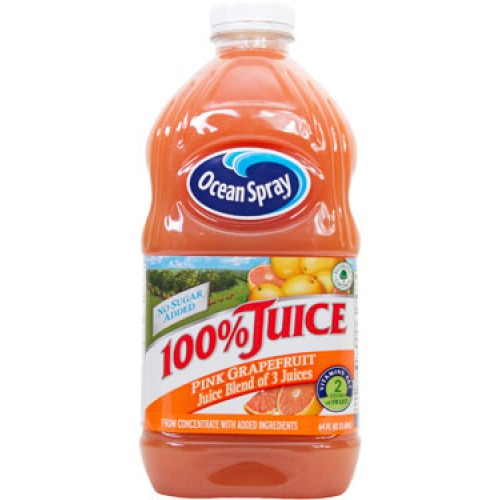 Ocean Spray
NO SUGAR
ADDED
100% JUICE
PINK GRAPEFRUIT
Juice Blend of 3 Juices
2
FROM CONCENTRATE WITH ADDED INGREDIENTS